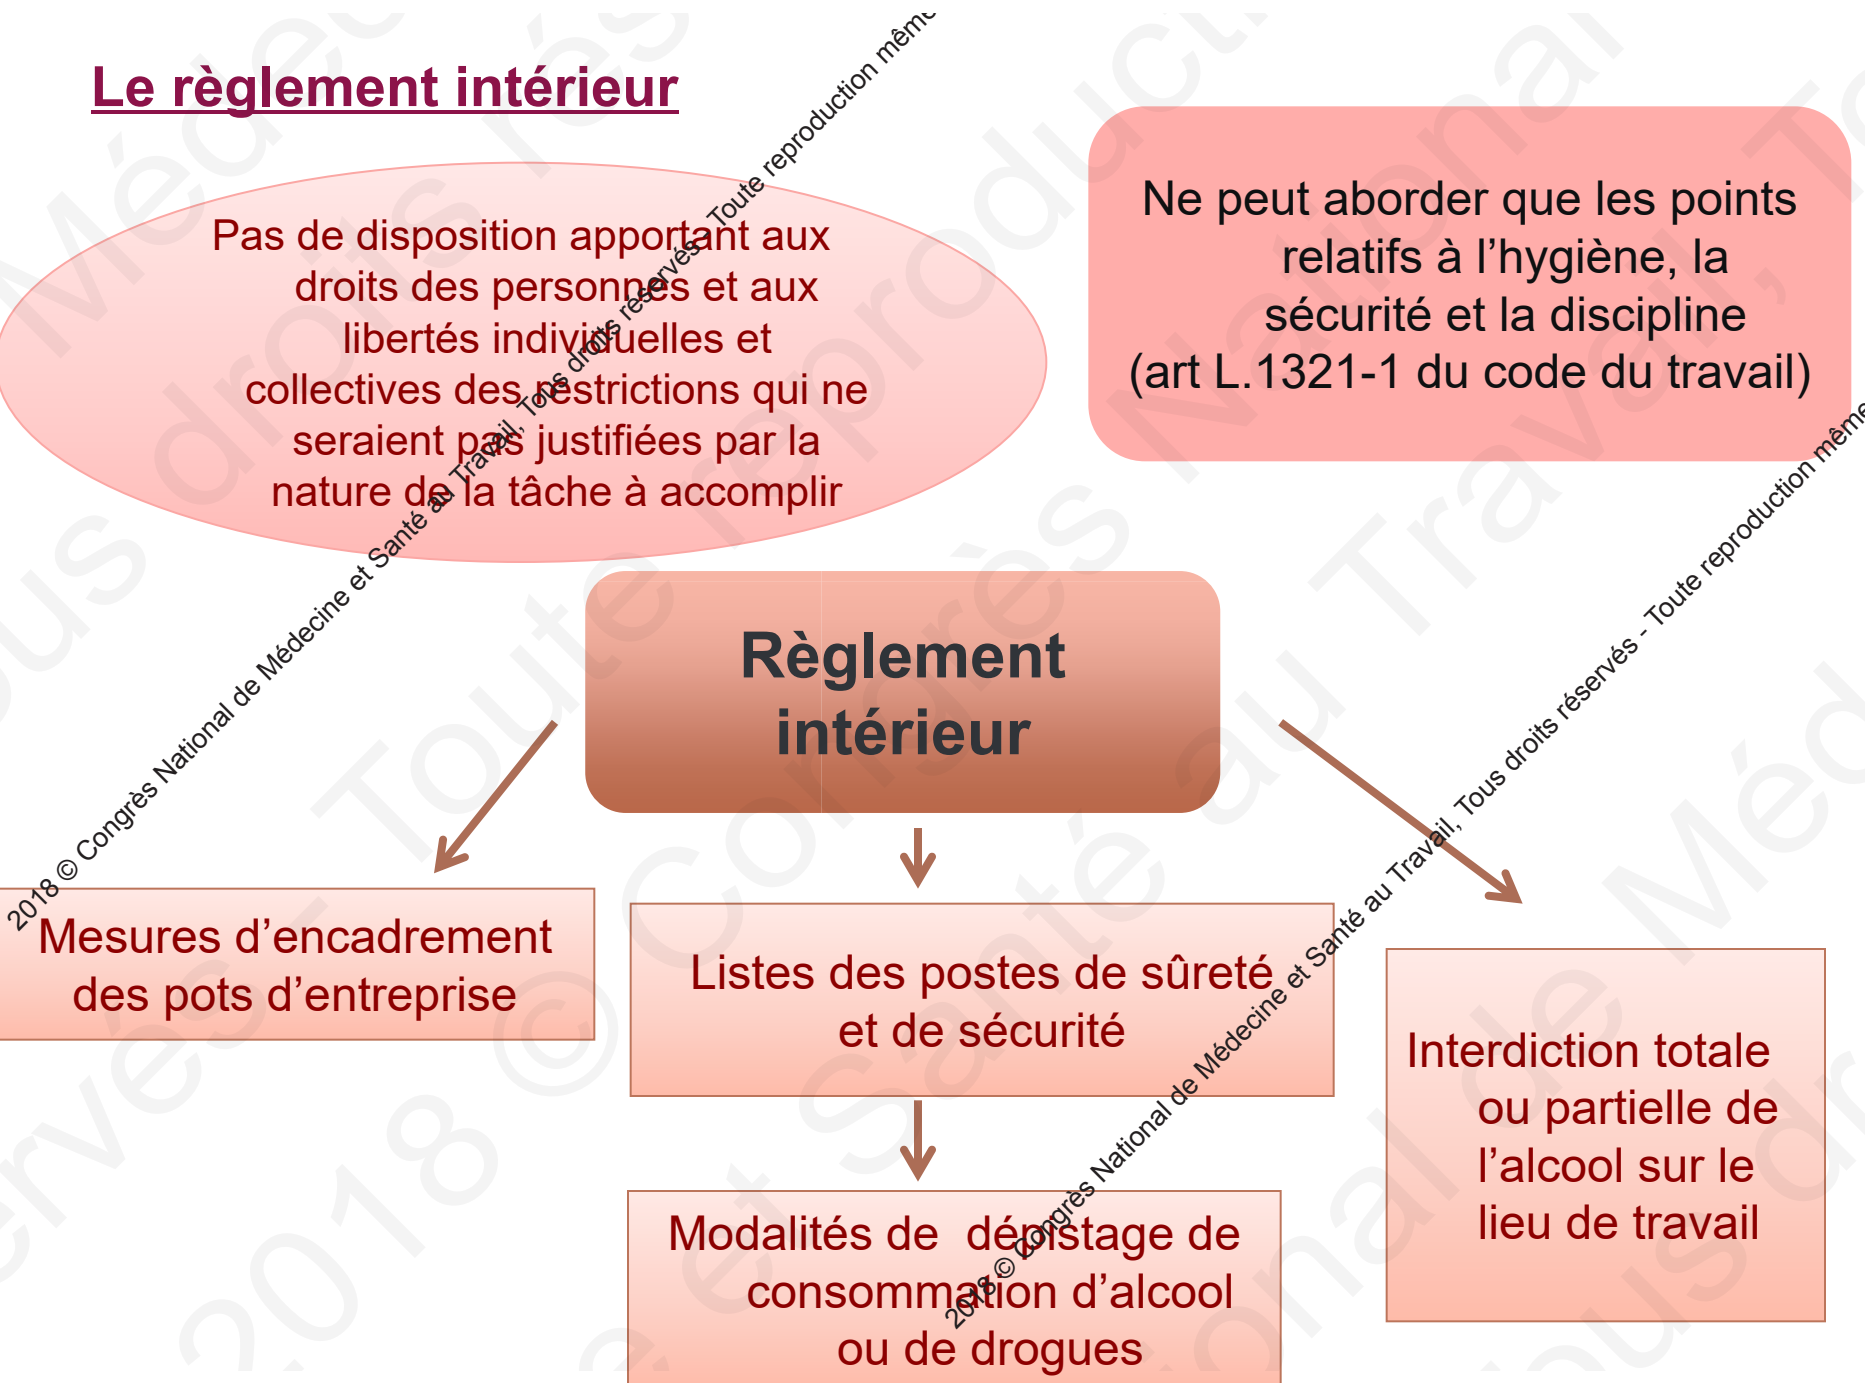 Le règlement intérieur
Pas de disposition apportant aux
droits des personnes et aux
libertés individuelles et
collectives des restrictions qui ne
seraient pas justifiées par la
nature de la tâche à accomplir
Ne peut aborder que les points
relatifs à l’hygiène, la
sécurité et la discipline
(art L.1321-1 du code du travail)
Règlement
intérieur
Mesures d’encadrement
des pots d’entreprise
Listes des postes de sûreté
et de sécurité
Modalités de  dépistage de
consommation d’alcool
ou de drogues
Interdiction totale
ou partielle de
l’alcool sur le
lieu de travail
2018 © Congrès National de Médecine et Santé au Travail, Tous droits réservés - Toute reproduction même
2018 © Congrès National de Médecine et Santé au Travail, Tous droits réservés - Toute reproduction même